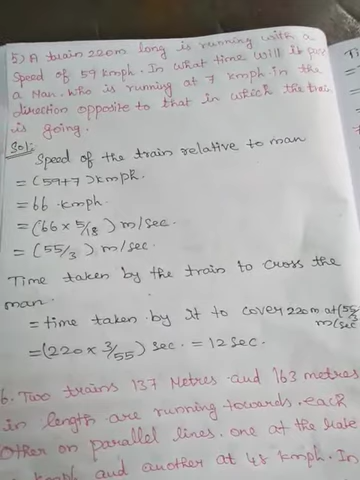 5) A train 220m long is running with a
speed of 59 kmph. In what time will it pass
a Man. who is running at 7 kmph in the
direction opposite to that in which the train
is going.
Sol:-
Speed of the train relative to man
= (59+7) kmph.
= 66 kmph.
= (66 × 5/18) m/sec.
= (55/3) m/sec.
Time taken by the train to cross the
man.
= time taken by it to cover 220m at (55/3)
m/sec
= (220 × 3/55) sec. = 12 sec.
6. Two trains 137 Metres and 163 metres
in length are running towards each
other on parallel lines. one at the
kmph and another at 48 kmph. In